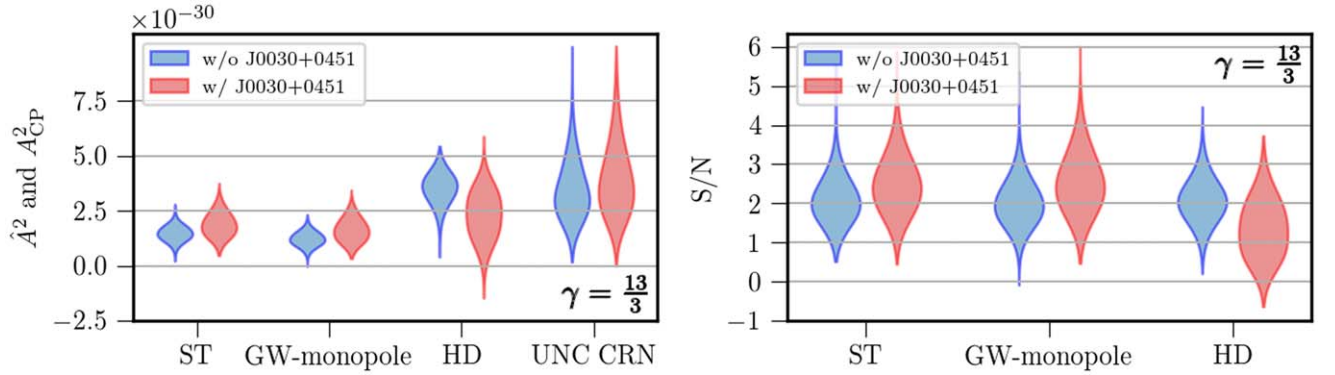 ×10⁻³⁰
Â² and A²_CP
7.5
5.0
2.5
0.0
−2.5
w/o J0030+0451
w/ J0030+0451
γ = 13/3
ST GW-monopole HD UNC CRN
S/N
6
5
4
3
2
1
0
−1
w/o J0030+0451
w/ J0030+0451
γ = 13/3
ST GW-monopole HD